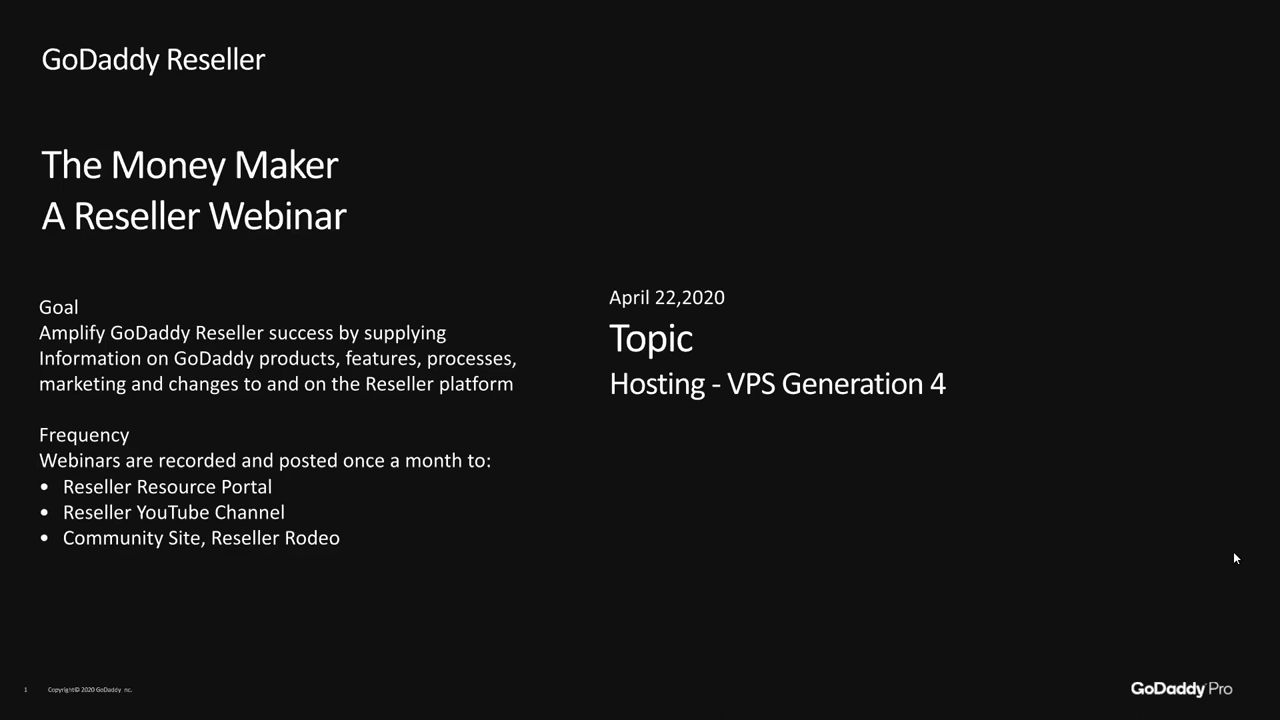 GoDaddy Reseller
The Money Maker
A Reseller Webinar
Goal
Amplify GoDaddy Reseller success by supplying
Information on GoDaddy products, features, processes,
marketing and changes to and on the Reseller platform
Frequency
Webinars are recorded and posted once a month to:
• Reseller Resource Portal
• Reseller YouTube Channel
• Community Site, Reseller Rodeo
April 22,2020
Topic
Hosting - VPS Generation 4
1
Copyright© 2020 GoDaddy Inc.
GoDaddy Pro